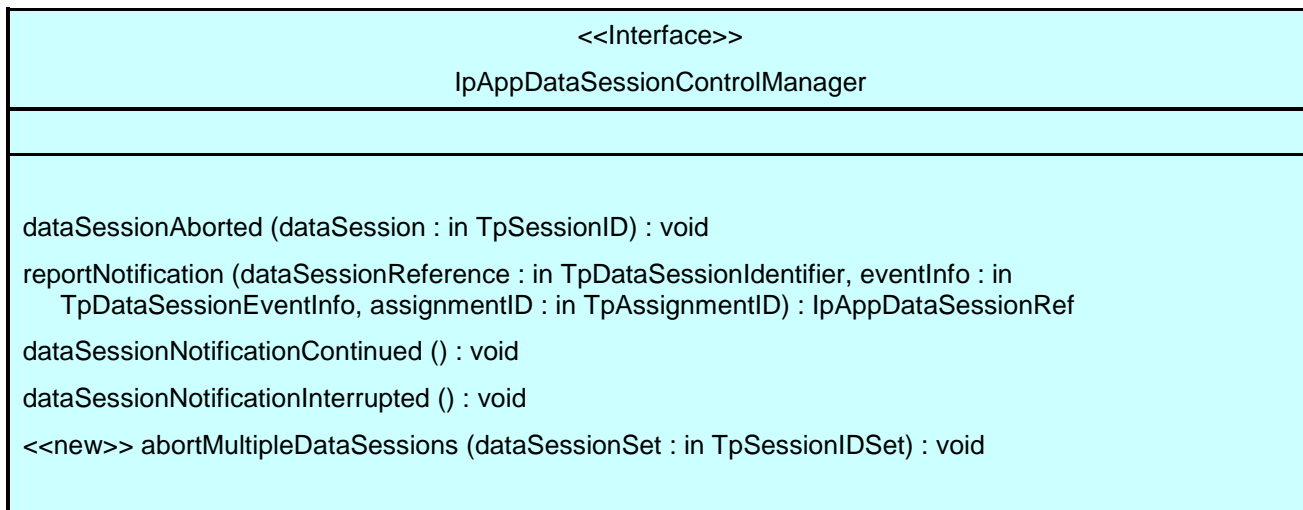 <<Interface>>
IpAppDataSessionControlManager
dataSessionAborted (dataSession : in TpSessionID) : void
reportNotification (dataSessionReference : in TpDataSessionIdentifier, eventInfo : in
TpDataSessionEventInfo, assignmentID : in TpAssignmentID) : IpAppDataSessionRef
dataSessionNotificationContinued () : void
dataSessionNotificationInterrupted () : void
<<new>> abortMultipleDataSessions (dataSessionSet : in TpSessionIDSet) : void